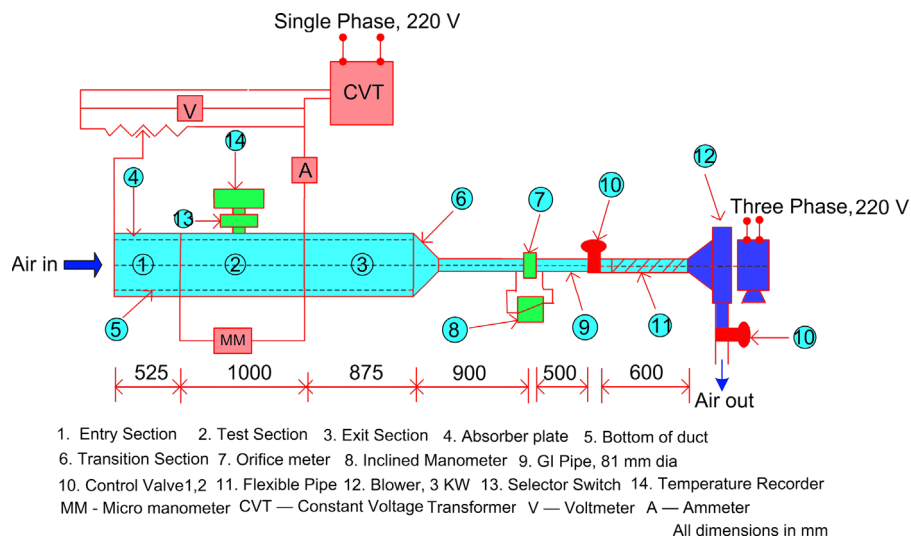 Single Phase, 220 V
CVT
V
14
A
12
4
10
13
6
7
Three Phase, 220 V
Air in
1
2
3
5
MM
8
9
11
10
525
1000
875
900
500
600
Air out
1. Entry Section 2. Test Section 3. Exit Section 4. Absorber plate 5. Bottom of duct
6. Transition Section 7. Orifice meter 8. Inclined Manometer 9. GI Pipe, 81 mm dia
10. Control Valve1,2 11. Flexible Pipe 12. Blower, 3 KW 13. Selector Switch 14. Temperature Recorder
MM - Micro manometer CVT — Constant Voltage Transformer V — Voltmeter A — Ammeter
All dimensions in mm